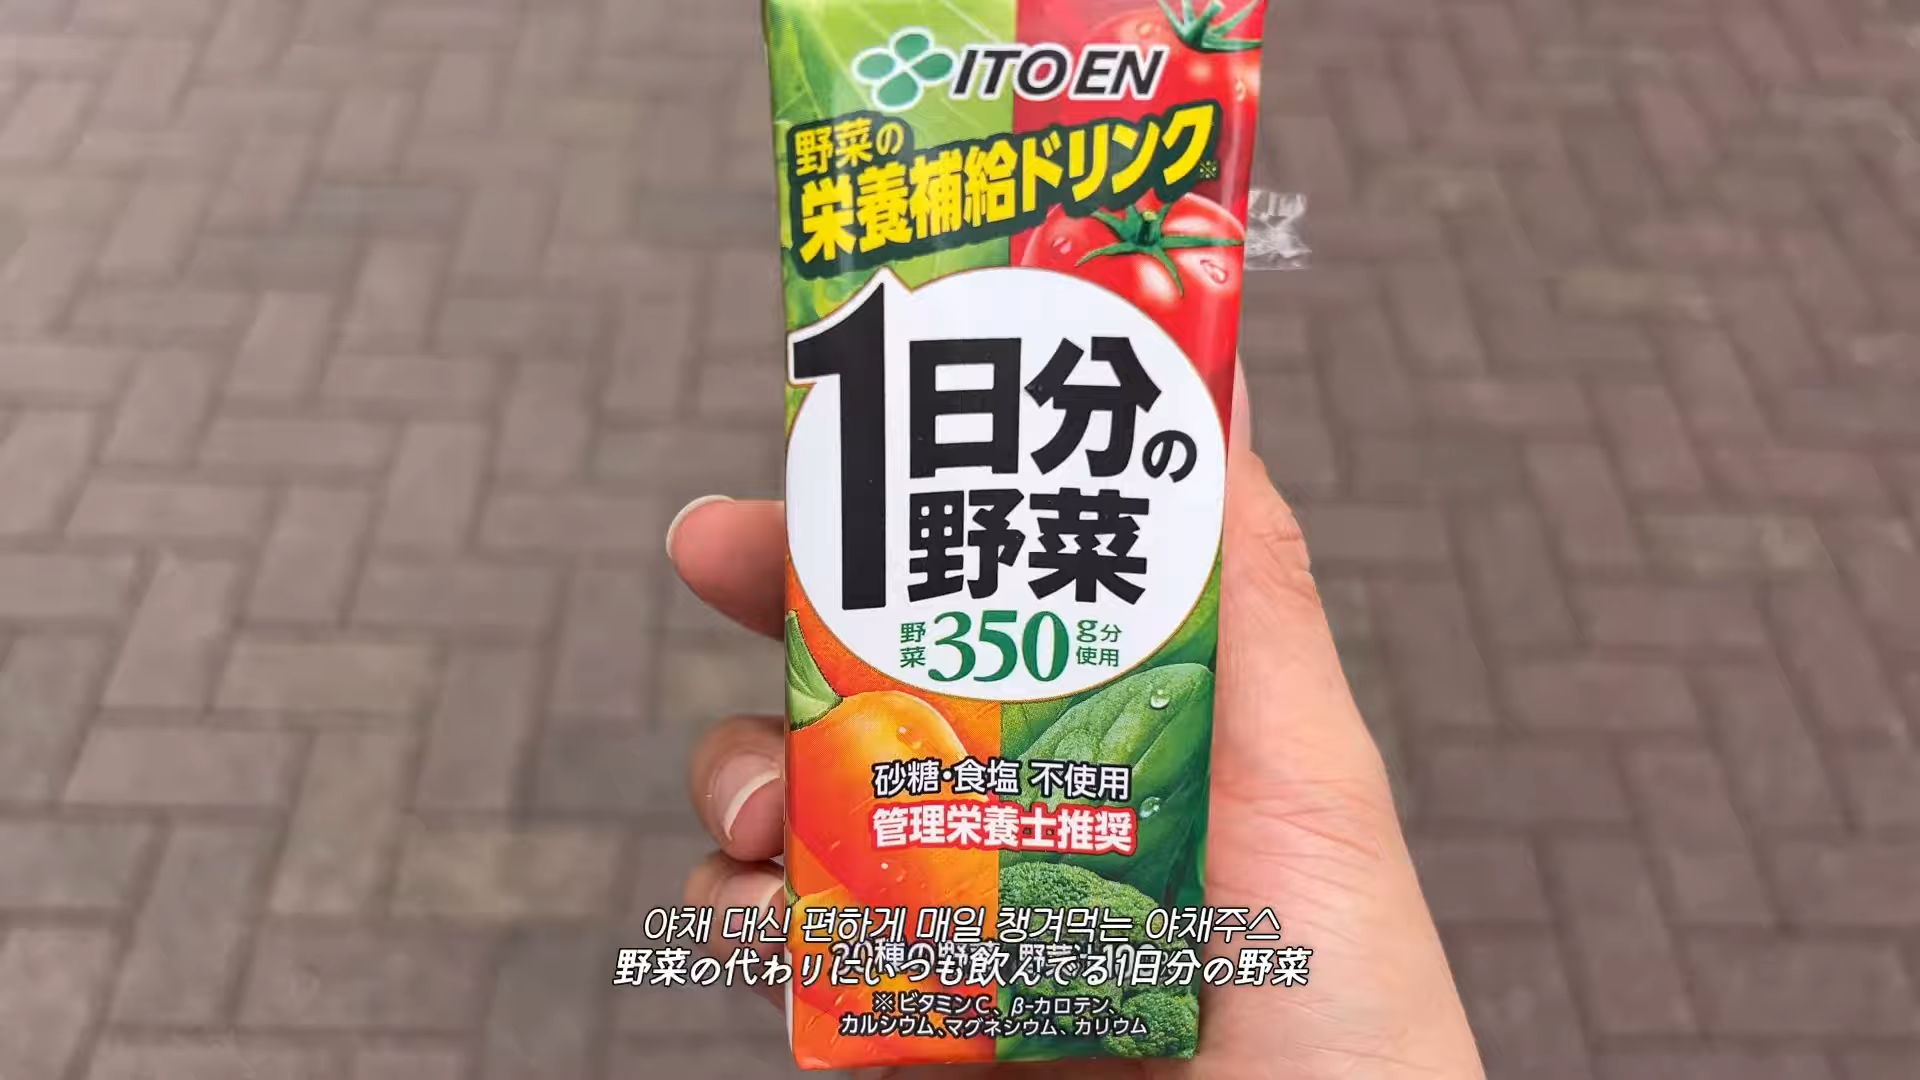 ITO EN
野菜の
栄養補給ドリンク※
1日分の
野菜
野菜350g分使用
砂糖・食塩 不使用
管理栄養士推奨
야채 대신 편하게 매일 챙겨먹는 야채주스
野菜の代わりにいつも飲んでる1日分の野菜
※ビタミンC、β-カロテン、
カルシウム、マグネシウム、カリウム